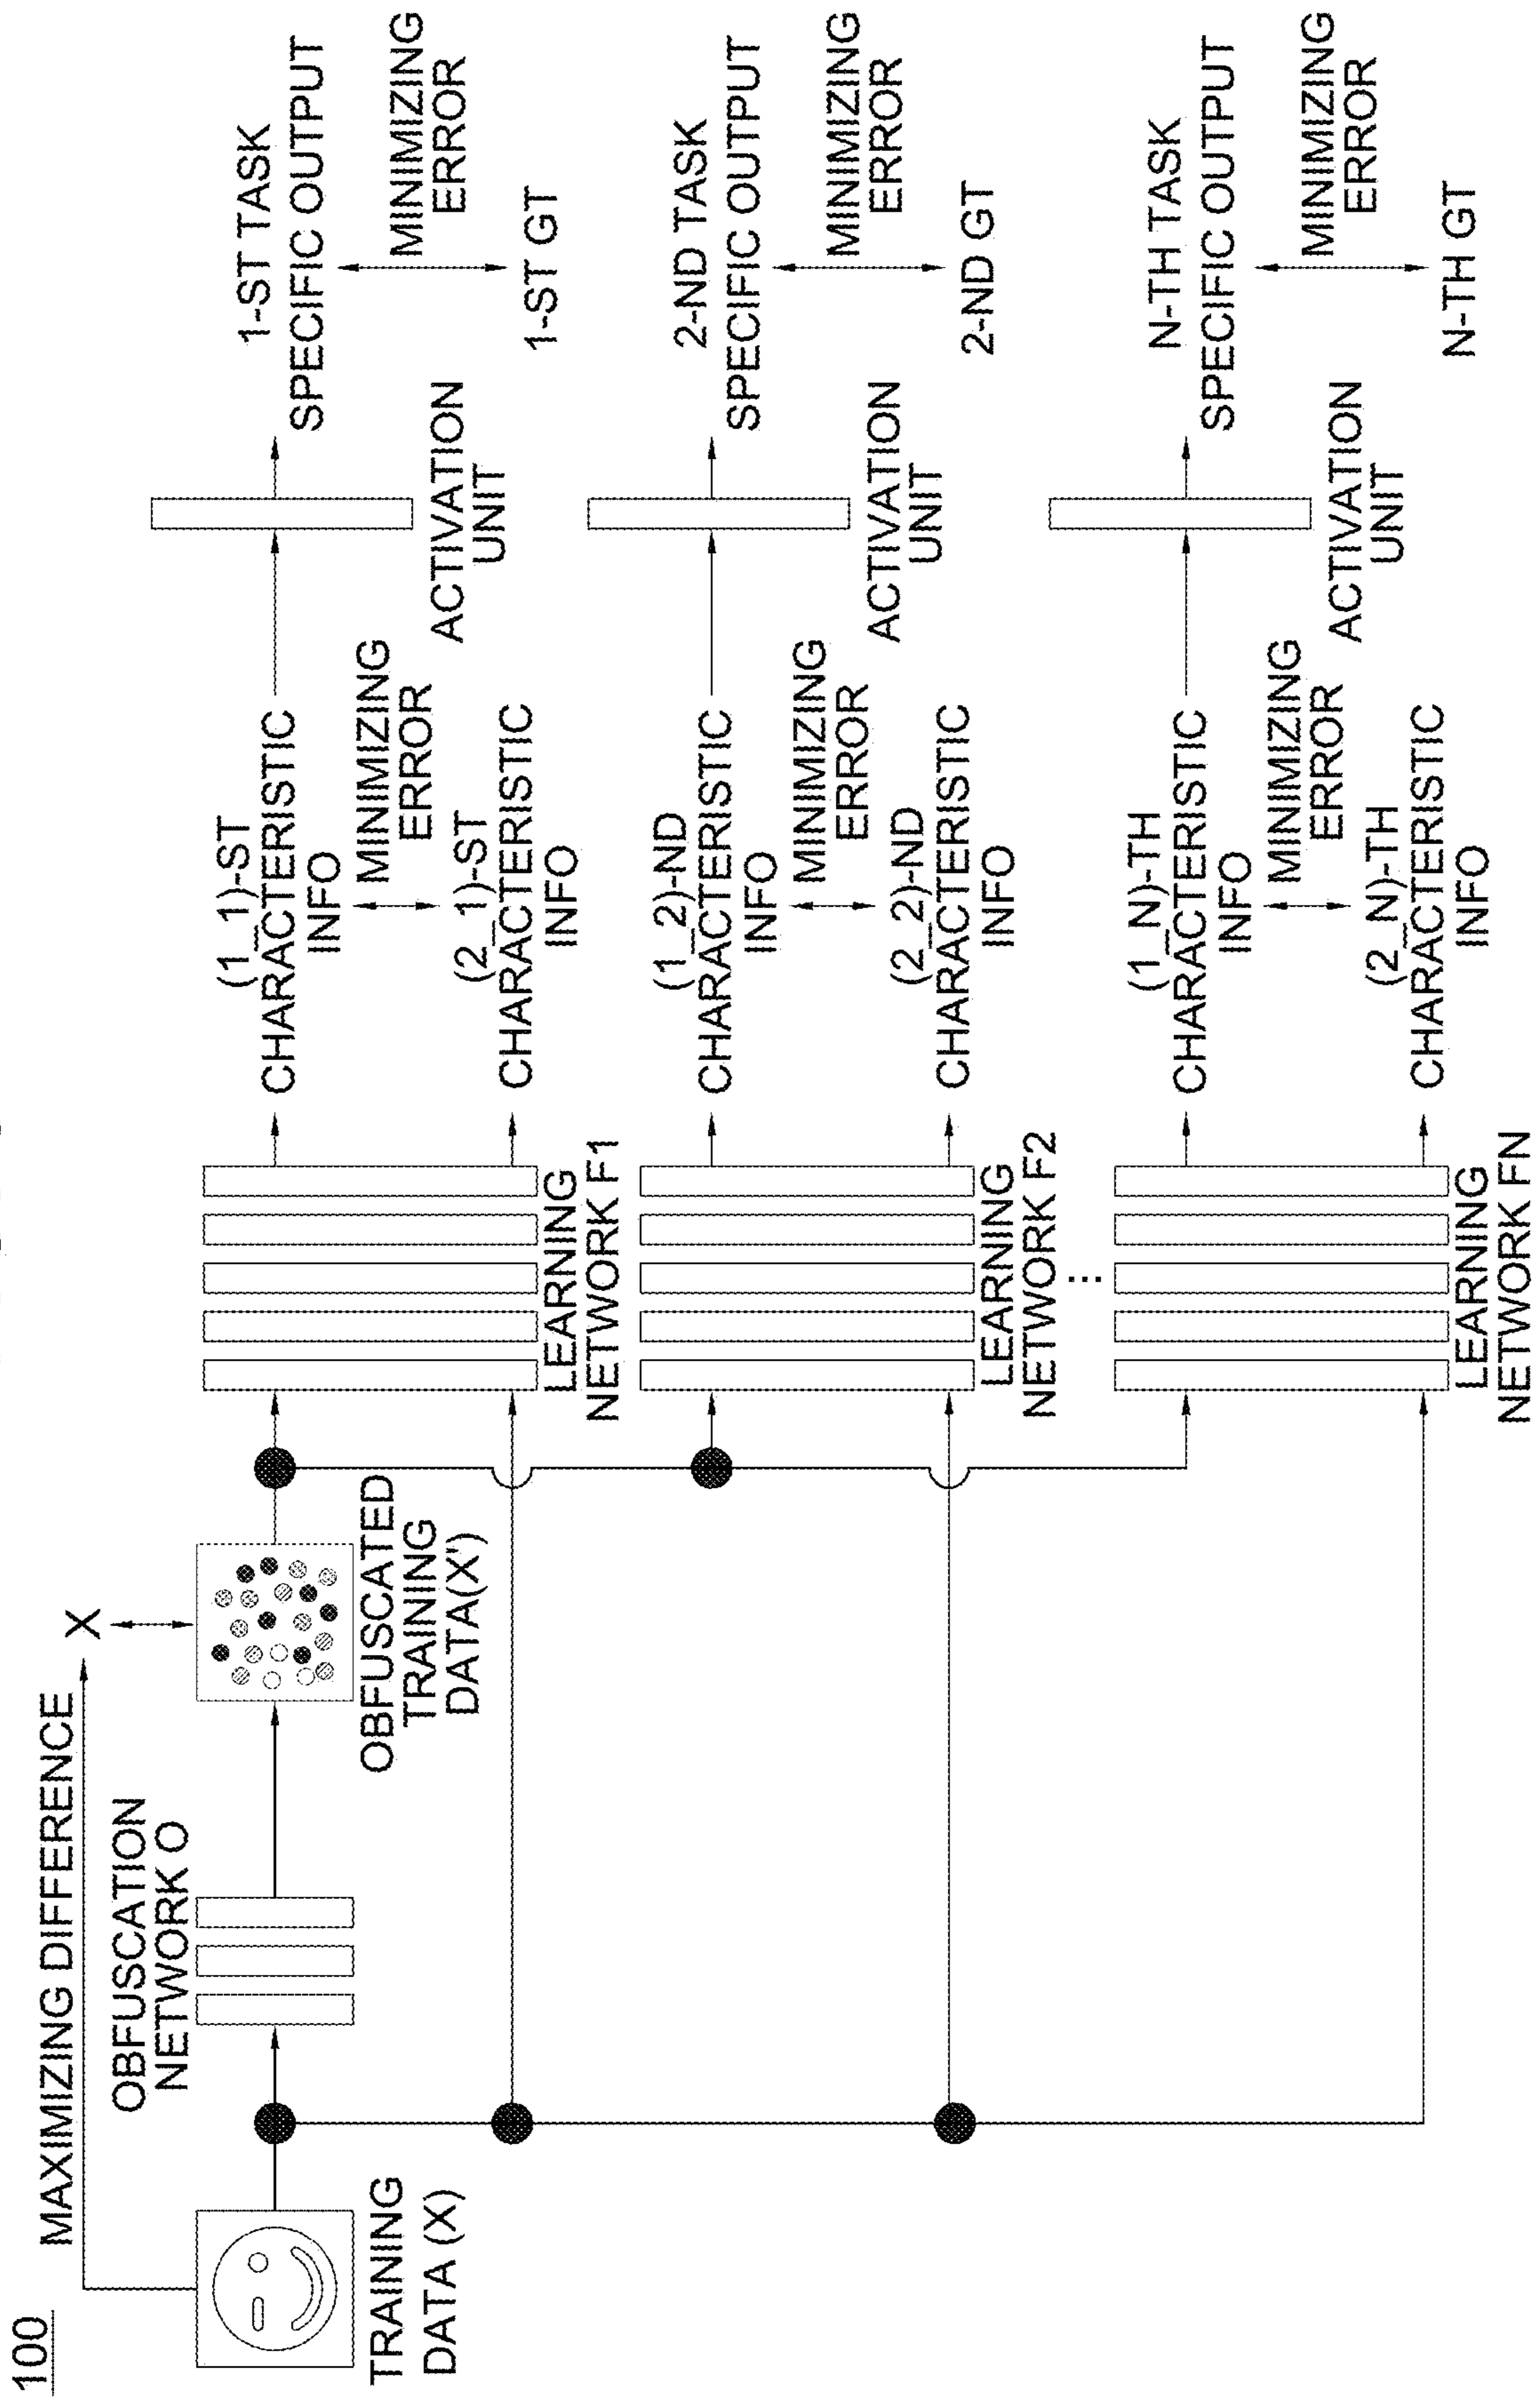 100
MAXIMIZING DIFFERENCE
X
TRAINING
DATA (X)
OBFUSCATION
NETWORK O
OBFUSCATED
TRAINING
DATA(X')
LEARNING
NETWORK F1
(1_1)-ST
CHARACTERISTIC
INFO
MINIMIZING
ERROR
(2_1)-ST
CHARACTERISTIC
INFO
ACTIVATION
UNIT
1-ST TASK
SPECIFIC OUTPUT
MINIMIZING
ERROR
1-ST GT
LEARNING
NETWORK F2
(1_2)-ND
CHARACTERISTIC
INFO
MINIMIZING
ERROR
(2_2)-ND
CHARACTERISTIC
INFO
ACTIVATION
UNIT
2-ND TASK
SPECIFIC OUTPUT
MINIMIZING
ERROR
2-ND GT
...
LEARNING
NETWORK FN
(1_N)-TH
CHARACTERISTIC
INFO
MINIMIZING
ERROR
(2_N)-TH
CHARACTERISTIC
INFO
ACTIVATION
UNIT
N-TH TASK
SPECIFIC OUTPUT
MINIMIZING
ERROR
N-TH GT